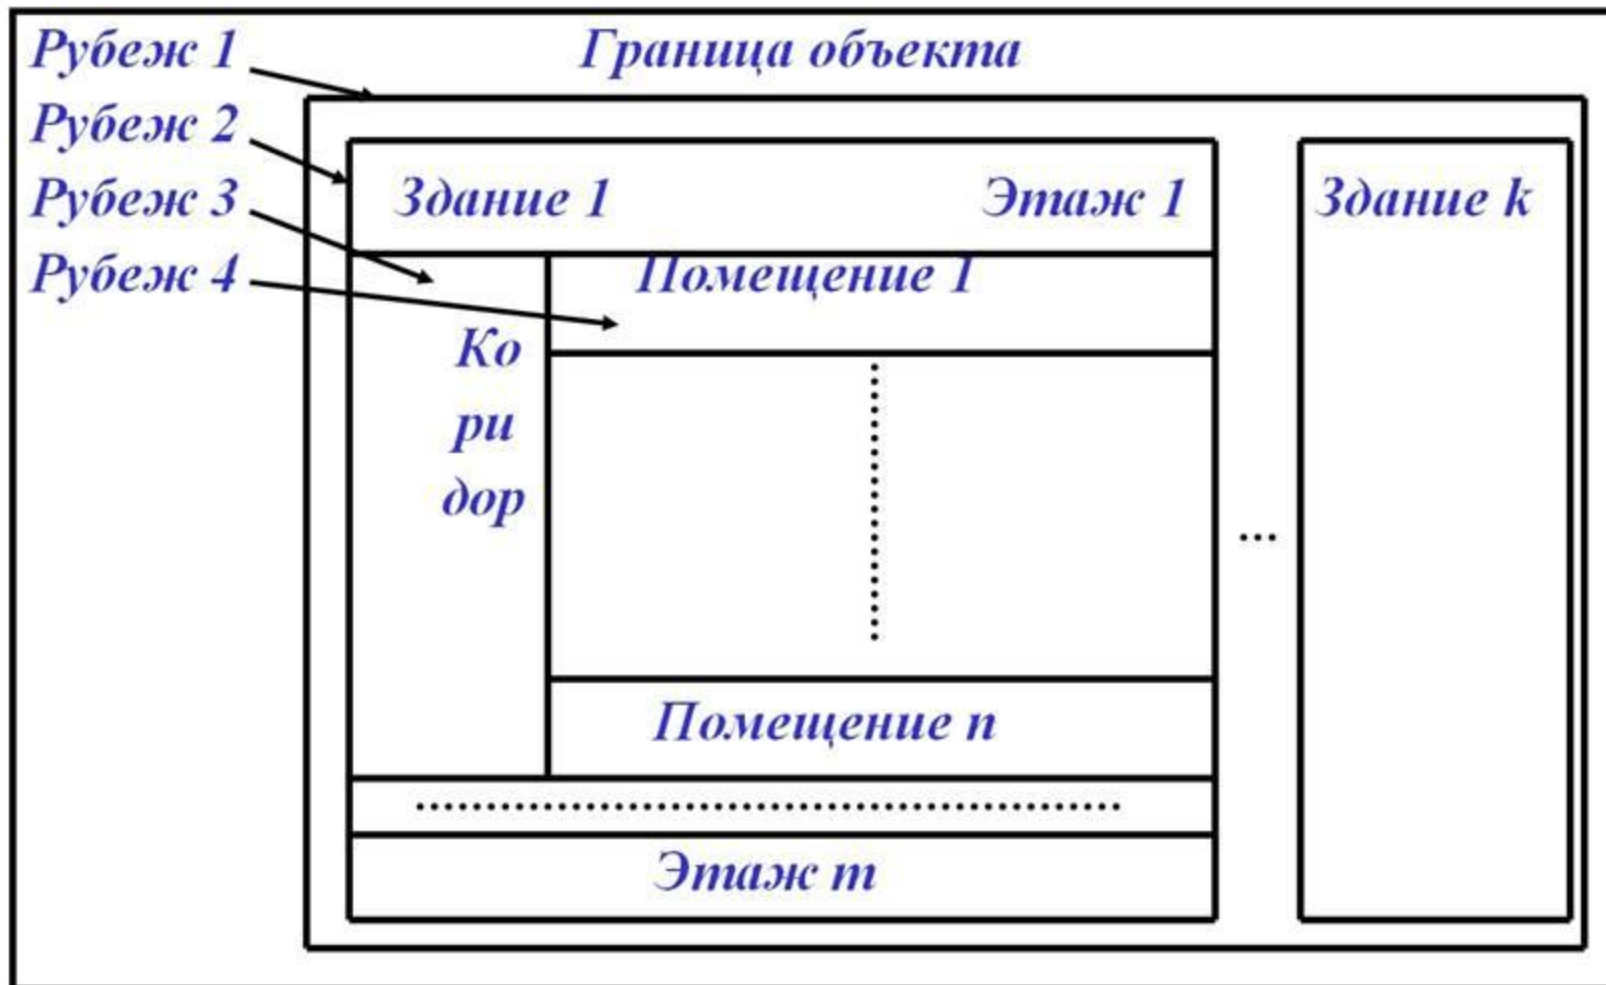 Рубеж 1
Граница объекта
Рубеж 2
Рубеж 3
Здание 1
Этаж 1
Здание k
Рубеж 4
Помещение 1
Ко
ри
дор
...
Помещение n
Этаж m